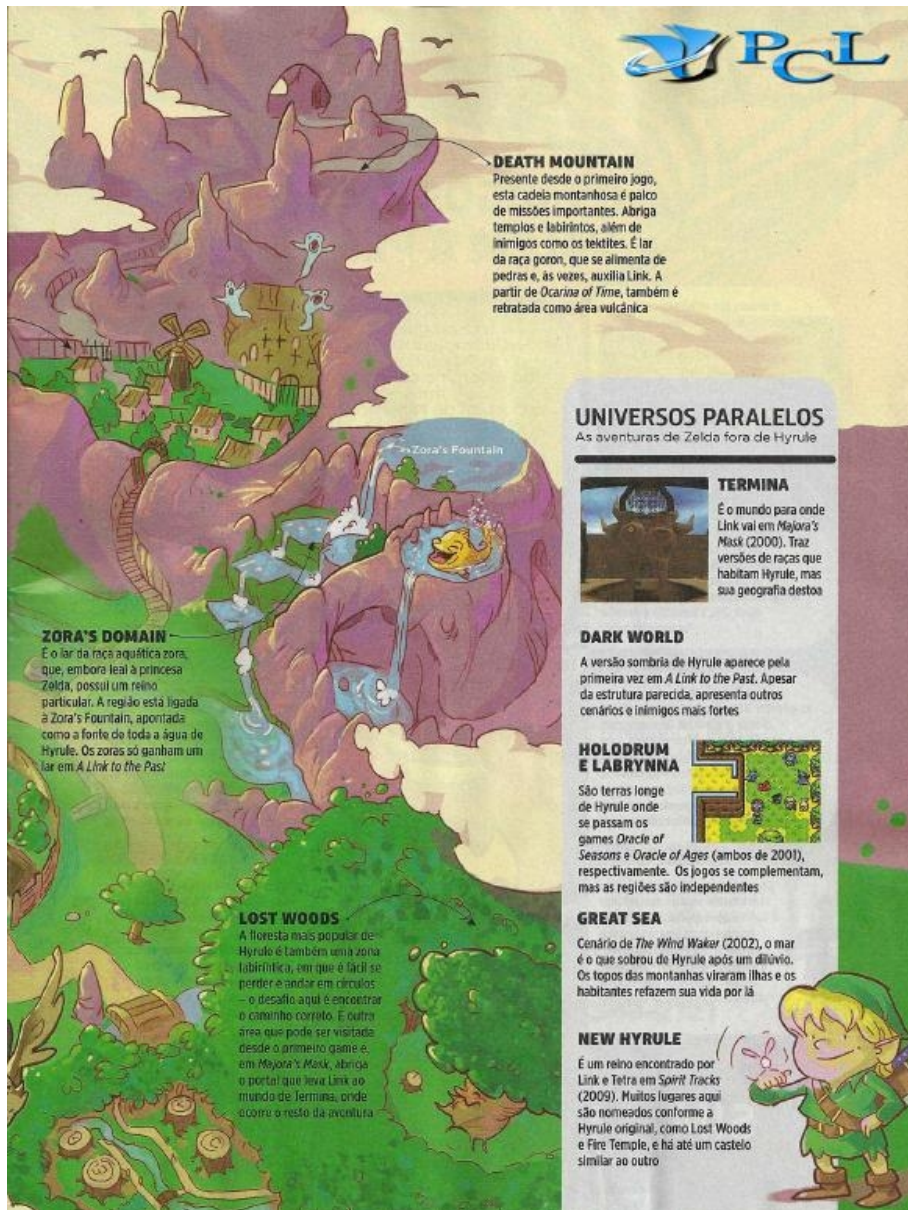 PCL
DEATH MOUNTAIN
Presente desde o primeiro jogo,
esta cadeia montanhosa é palco
de missões importantes. Abriga
templos e labirintos, além de
inimigos como os tektites. É lar
da raça goron, que se alimenta de
pedras e, às vezes, auxilia Link. A
partir de Ocarina of Time, também é
retratada como área vulcânica
Zora's Fountain
ZORA'S DOMAIN
É o lar da raça aquática zora,
que, embora leal à princesa
Zelda, possui um reino
particular. A região está ligada
à Zora's Fountain, apontada
como a fonte de toda a água de
Hyrule. Os zoras só ganham um
lar em A Link to the Past
LOST WOODS
A floresta mais popular de
Hyrule é também uma zona
labiríntica, em que é fácil se
perder e andar em círculos
– o desafio aqui é encontrar
o caminho correto. É outra
área que pode ser visitada
desde o primeiro game e,
em Majora's Mask, abriga
o portal que leva Link ao
mundo de Termina, onde
ocorre o resto da aventura
UNIVERSOS PARALELOS
As aventuras de Zelda fora de Hyrule
TERMINA
É o mundo para onde
Link vai em Majora's
Mask (2000). Traz
versões de raças que
habitam Hyrule, mas
sua geografia destoa
DARK WORLD
A versão sombria de Hyrule aparece pela
primeira vez em A Link to the Past. Apesar
da estrutura parecida, apresenta outros
cenários e inimigos mais fortes
HOLODRUM
E LABRYNNA
São terras longe
de Hyrule onde
se passam os
games Oracle of
Seasons e Oracle of Ages (ambos de 2001),
respectivamente. Os jogos se complementam,
mas as regiões são independentes
GREAT SEA
Cenário de The Wind Waker (2002), o mar
é o que sobrou de Hyrule após um dilúvio.
Os topos das montanhas viraram ilhas e os
habitantes refazem sua vida por lá
NEW HYRULE
É um reino encontrado por
Link e Tetra em Spirit Tracks
(2009). Muitos lugares aqui
são nomeados conforme a
Hyrule original, como Lost Woods
e Fire Temple, e há até um castelo
similar ao outro